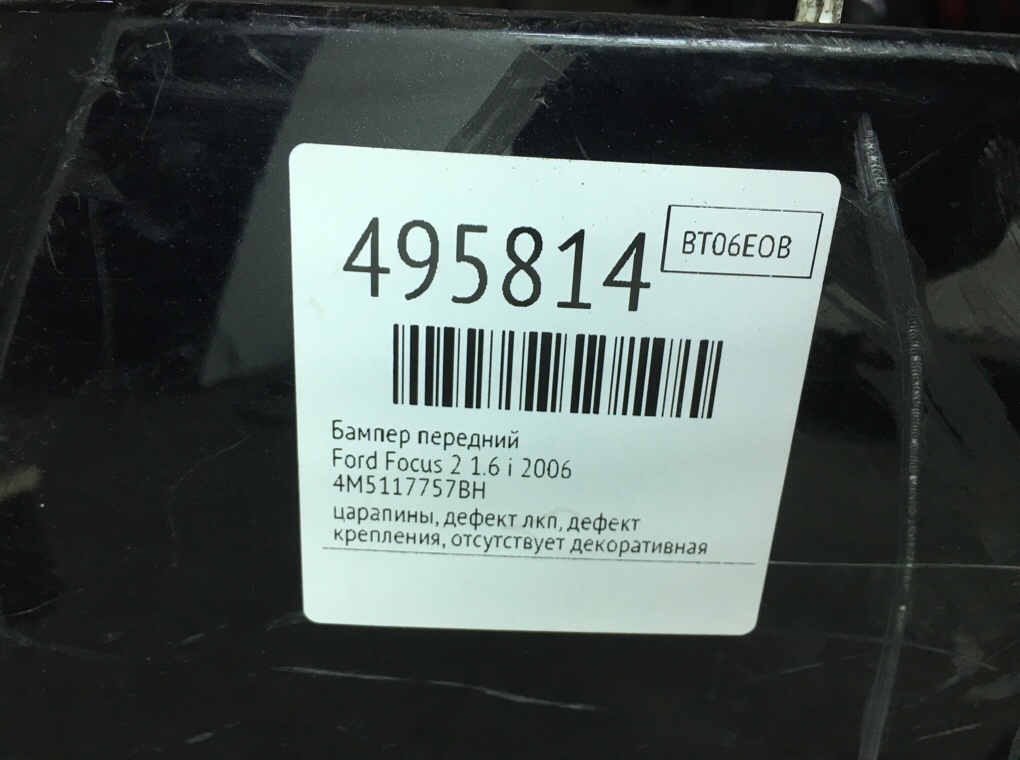 495814
BT06EOB
Бампер передний
Ford Focus 2 1.6 i 2006
4M5117757BH
царапины, дефект лкп, дефект
крепления, отсутствует декоративная